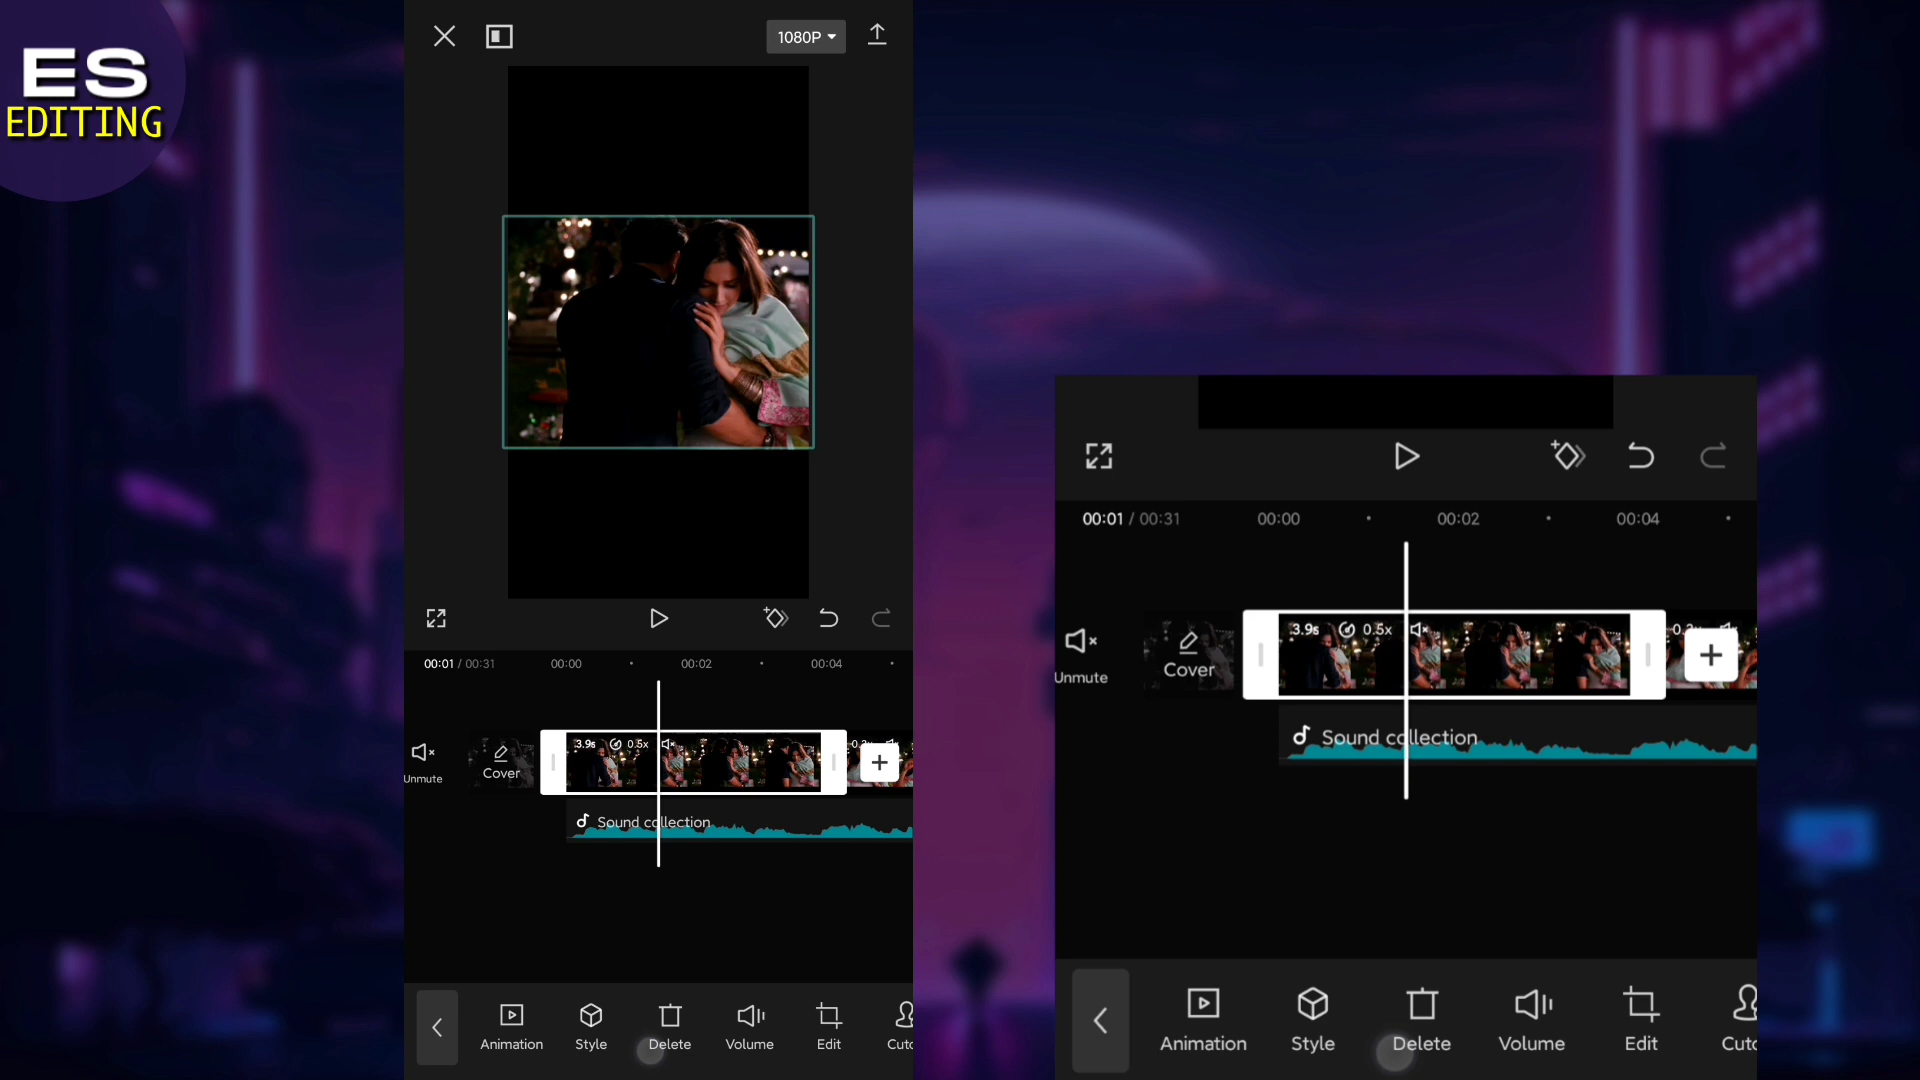 ES
EDITING
1080P
00:01 / 00:31
00:00
00:02
00:04
3.9s
0.5x
Unmute
Cover
Sound collection
Animation
Style
Delete
Volume
Edit
00:01 / 00:31
00:00
00:02
00:04
3.9s
0.5x
Unmute
Cover
Sound collection
Animation
Style
Delete
Volume
Edit